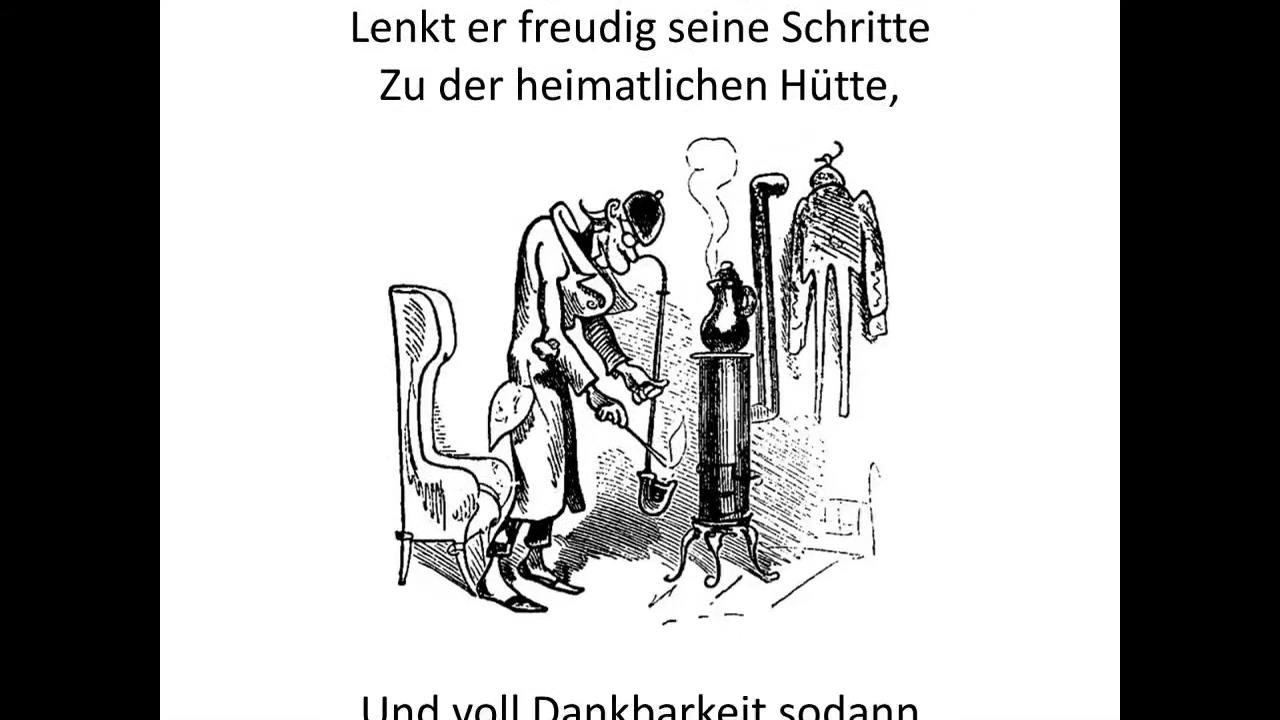 Lenkt er freudig seine Schritte
Zu der heimatlichen Hütte,
Und voll Dankbarkeit sodann